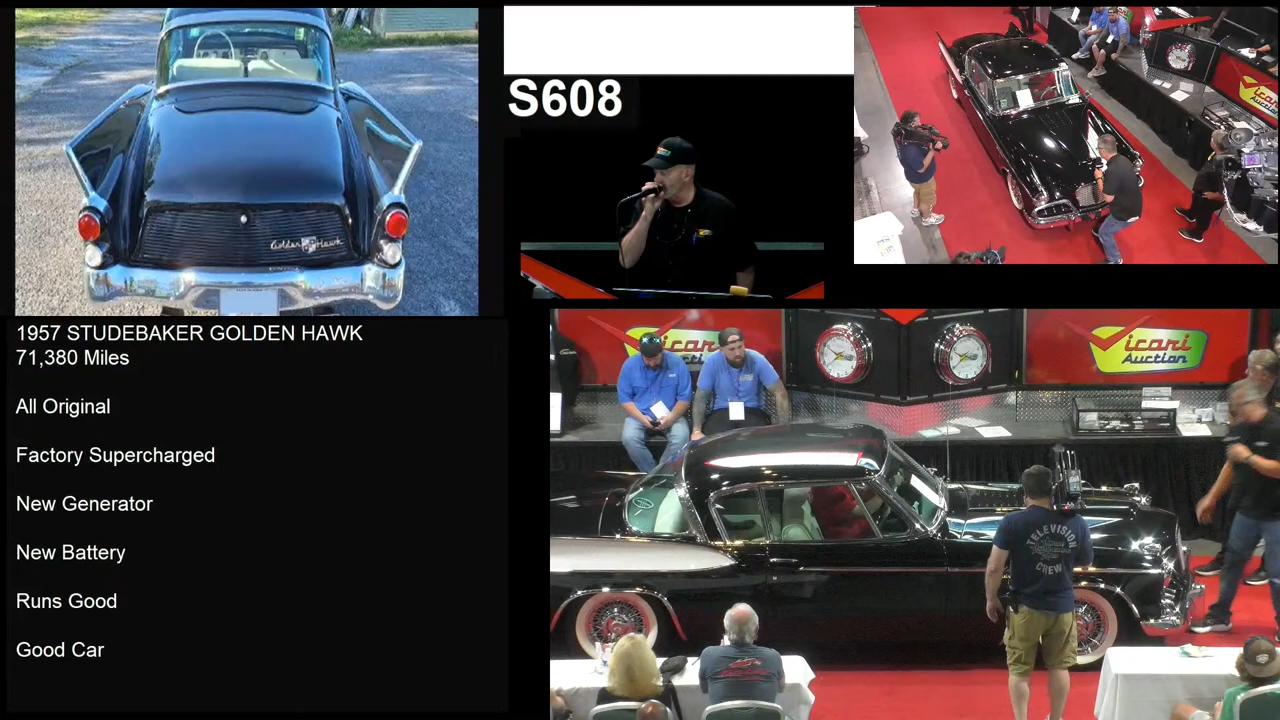 S608
Golden Hawk
1957 STUDEBAKER GOLDEN HAWK
71,380 Miles
All Original
Factory Supercharged
New Generator
New Battery
Runs Good
Good Car
Vicari
Auction
Vicari
Auction
TELEVISION
CREW